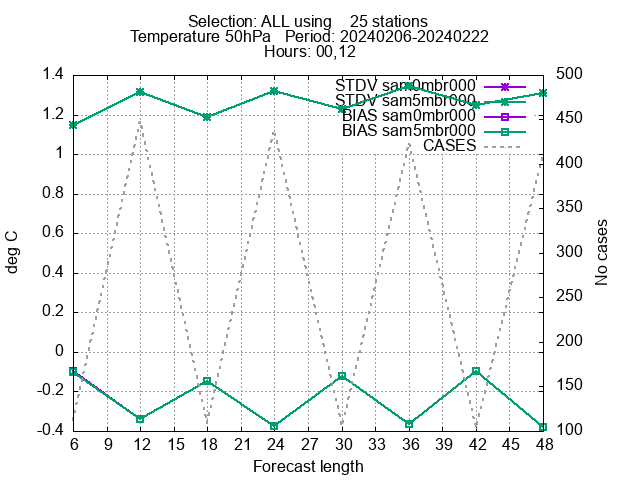 Selection: ALL using    25 stations
Temperature 50hPa   Period: 20240206-20240222
Hours: 00,12
STDV sam0mbr000
STDV sam5mbr000
BIAS sam0mbr000
BIAS sam5mbr000
CASES
1.4
1.2
1
0.8
0.6
0.4
0.2
0
-0.2
-0.4
deg C
500
450
400
350
300
250
200
150
100
No cases
6 9 12 15 18 21 24 27 30 33 36 39 42 45 48
Forecast length